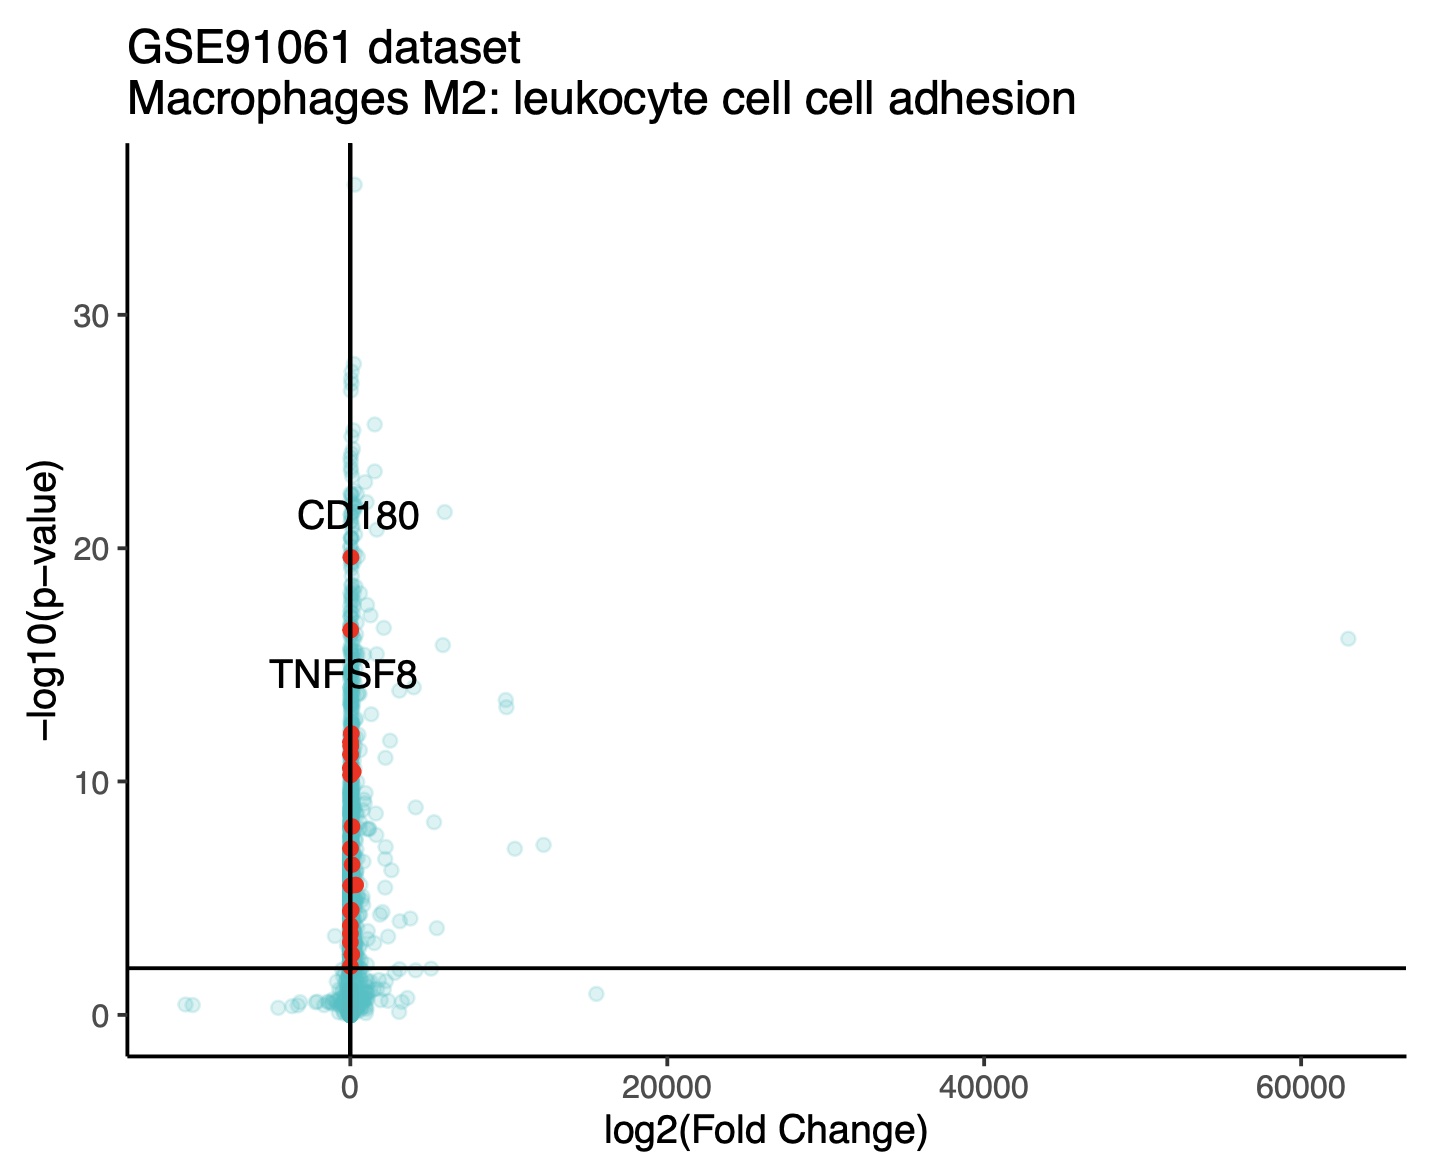 GSE91061 dataset
Macrophages M2: leukocyte cell cell adhesion
−log10(p−value)
30
20
10
0
CD180
TNFSF8
0
20000
40000
60000
log2(Fold Change)